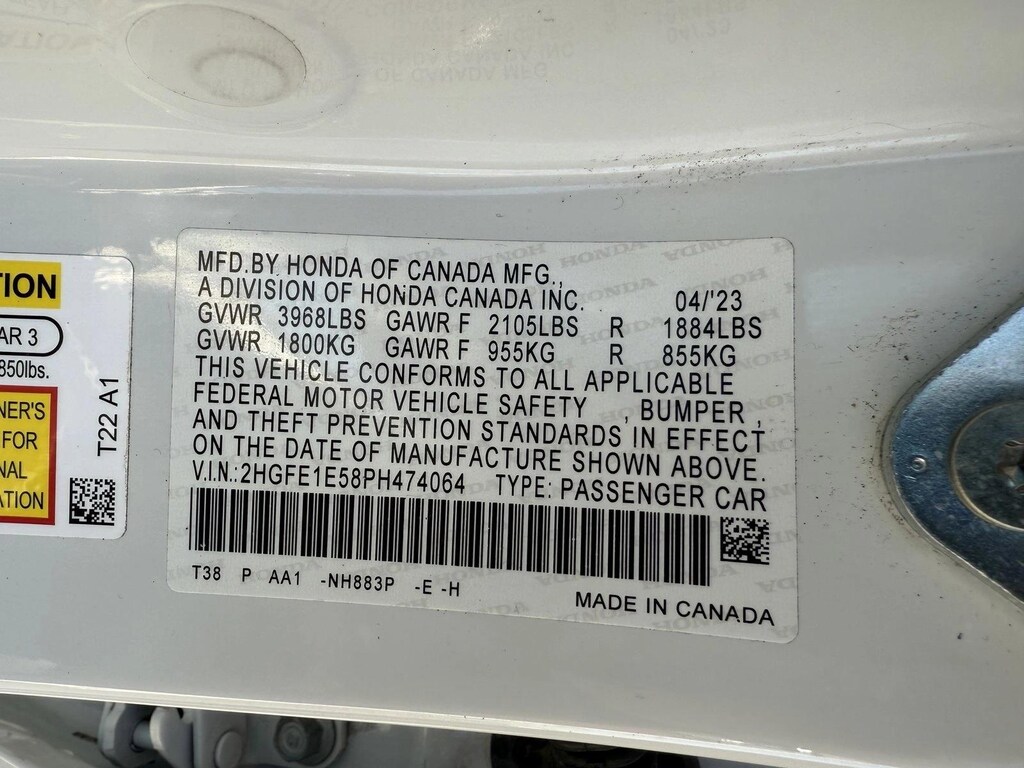 MFD.BY HONDA OF CANADA MFG.,
A DIVISION OF HONDA CANADA INC. 04/'23
GVWR 3968LBS GAWR F 2105LBS R 1884LBS
GVWR 1800KG GAWR F 955KG R 855KG
THIS VEHICLE CONFORMS TO ALL APPLICABLE
FEDERAL MOTOR VEHICLE SAFETY , BUMPER ,
AND THEFT PREVENTION STANDARDS IN EFFECT
ON THE DATE OF MANUFACTURE SHOWN ABOVE.
V.I.N.:2HGFE1E58PH474064 TYPE: PASSENGER CAR
T38 P AA1 -NH883P -E -H
MADE IN CANADA
TION
AR 3
850lbs.
NER'S
FOR
NAL
ATION
T22 A1